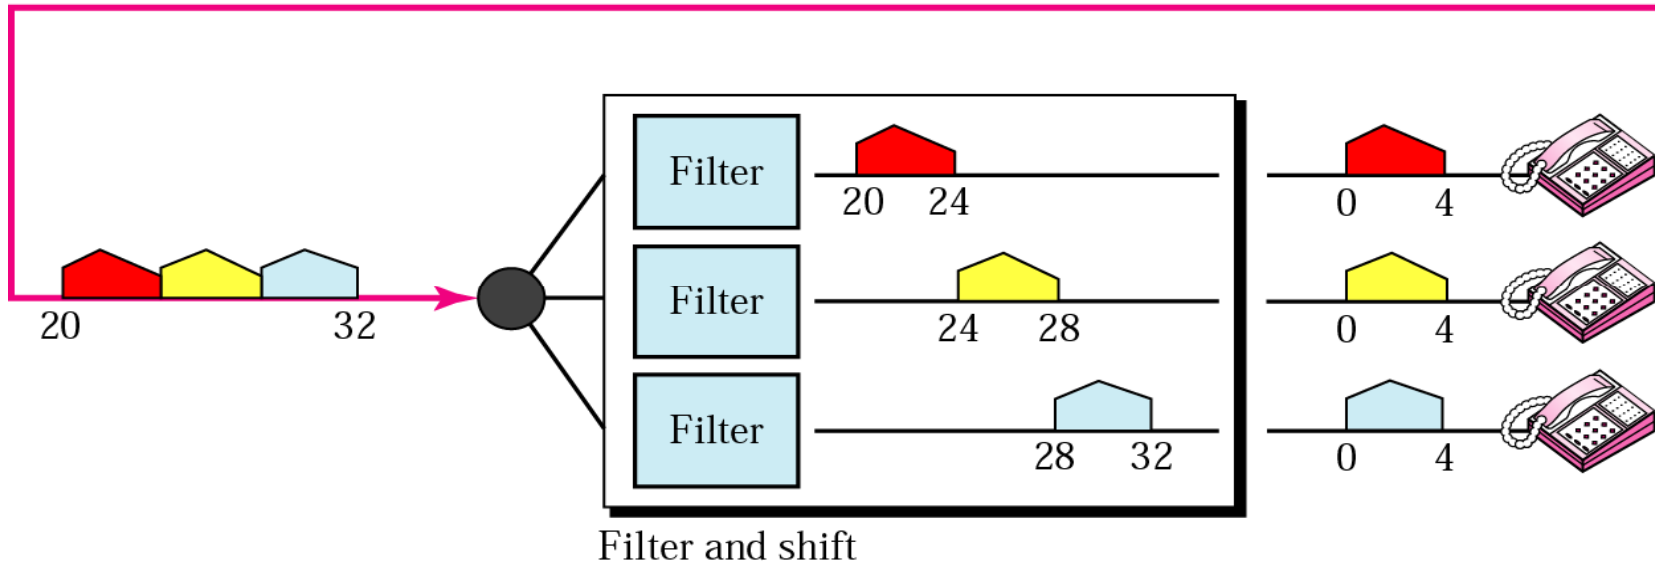 Filter
20 24
0 4
Filter
20 32
24 28
0 4
Filter
28 32
0 4
Filter and shift